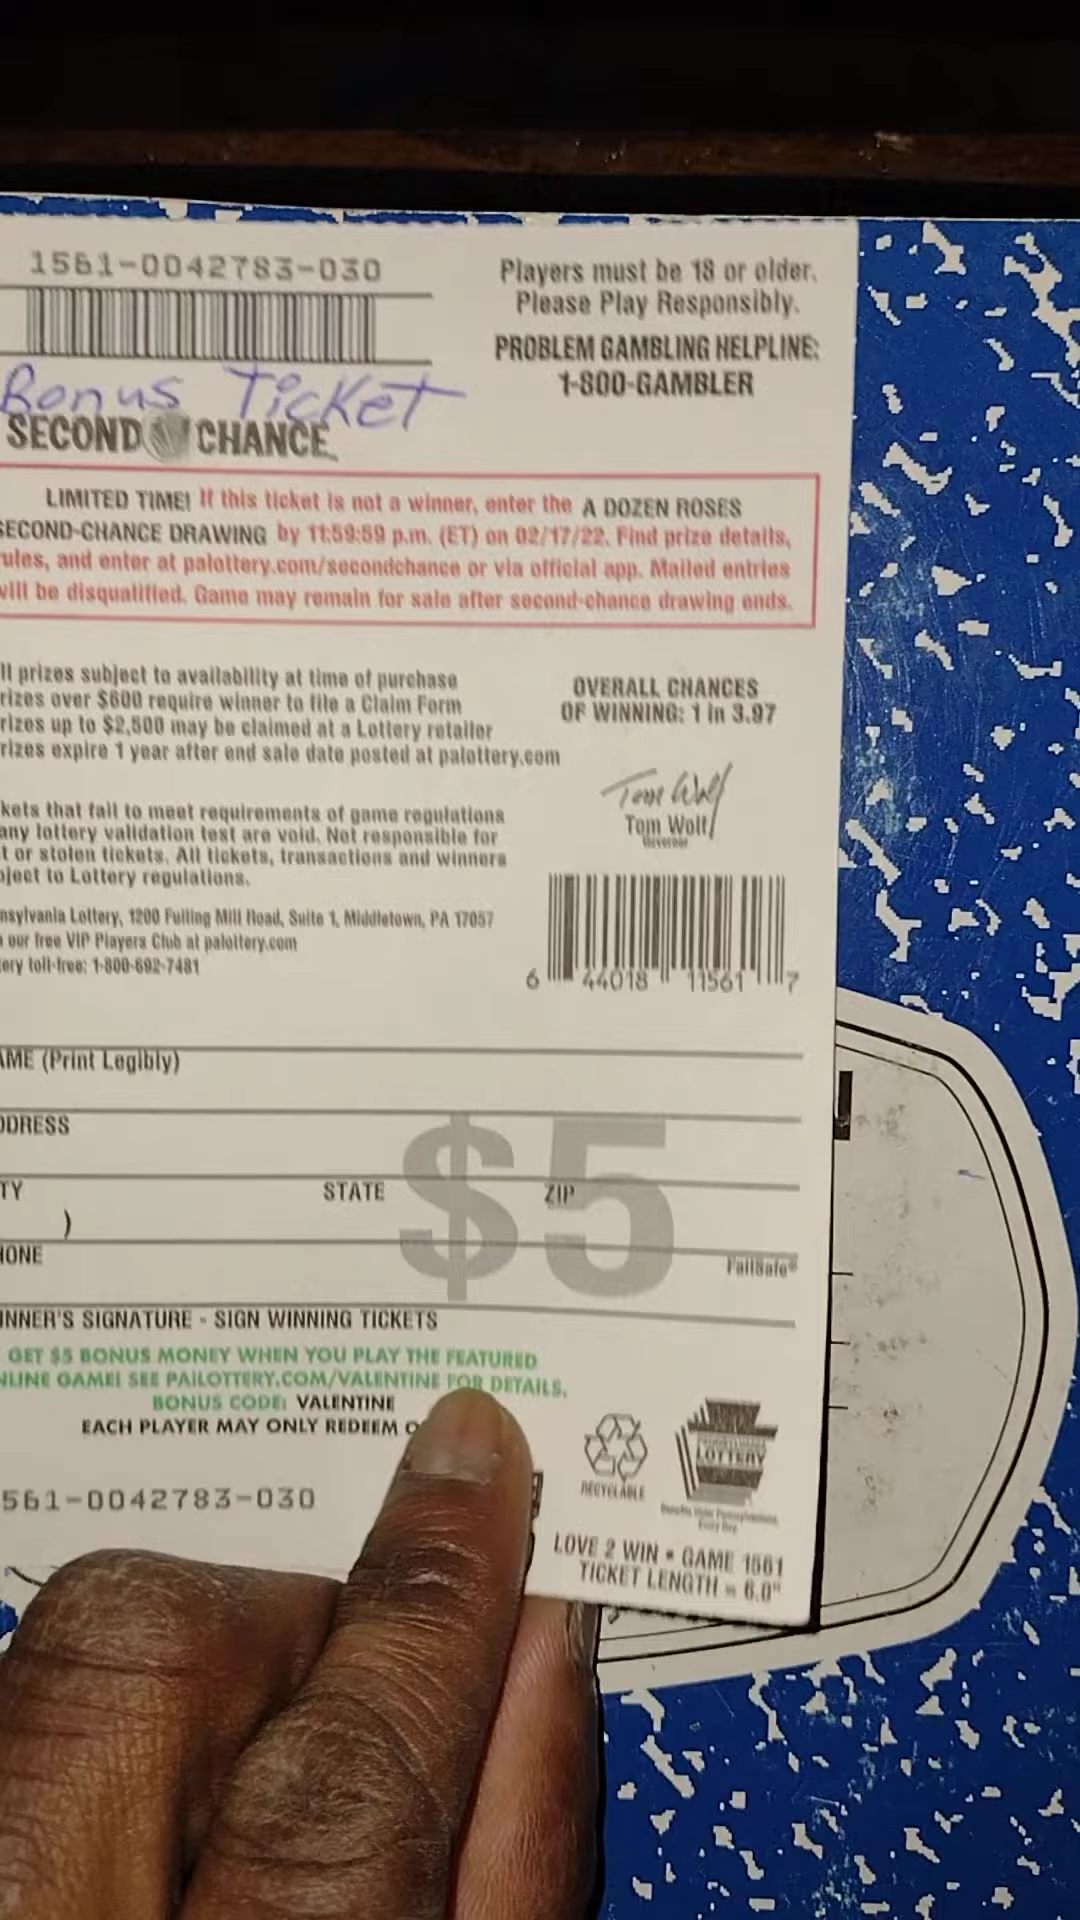 1561-0042783-030
Players must be 18 or older.
Please Play Responsibly.
PROBLEM GAMBLING HELPLINE:
1-800-GAMBLER
Bonus Ticket
SECOND CHANCE
LIMITED TIME! If this ticket is not a winner, enter the A DOZEN ROSES
SECOND-CHANCE DRAWING by 11:59:59 p.m. (ET) on 02/17/22. Find prize details,
ules, and enter at palottery.com/secondchance or via official app. Mailed entries
will be disqualified. Game may remain for sale after second-chance drawing ends.
ll prizes subject to availability at time of purchase
rizes over $600 require winner to file a Claim Form
rizes up to $2,500 may be claimed at a Lottery retailer
rizes expire 1 year after end sale date posted at palottery.com
OVERALL CHANCES
OF WINNING: 1 in 3.97
Tom Wolf
Tom Wolf
Governor
kets that fail to meet requirements of game regulations
any lottery validation test are void. Not responsible for
t or stolen tickets. All tickets, transactions and winners
bject to Lottery regulations.
nsylvania Lottery, 1200 Fulling Mill Road, Suite 1, Middletown, PA 17057
our free VIP Players Club at palottery.com
ery toll-free: 1-800-692-7481
6 44018 11561 7
AME (Print Legibly)
DDRESS
TY STATE ZIP
)
HONE
$5
FailSafe®
INNER'S SIGNATURE - SIGN WINNING TICKETS
GET $5 BONUS MONEY WHEN YOU PLAY THE FEATURED
NLINE GAME! SEE PAILOTTERY.COM/VALENTINE FOR DETAILS.
BONUS CODE: VALENTINE
EACH PLAYER MAY ONLY REDEEM O
561-0042783-030
RECYCLABLE
LOTTERY
Benefits Older Pennsylvanians.
Every Day.
LOVE 2 WIN • GAME 1561
TICKET LENGTH = 6.0"